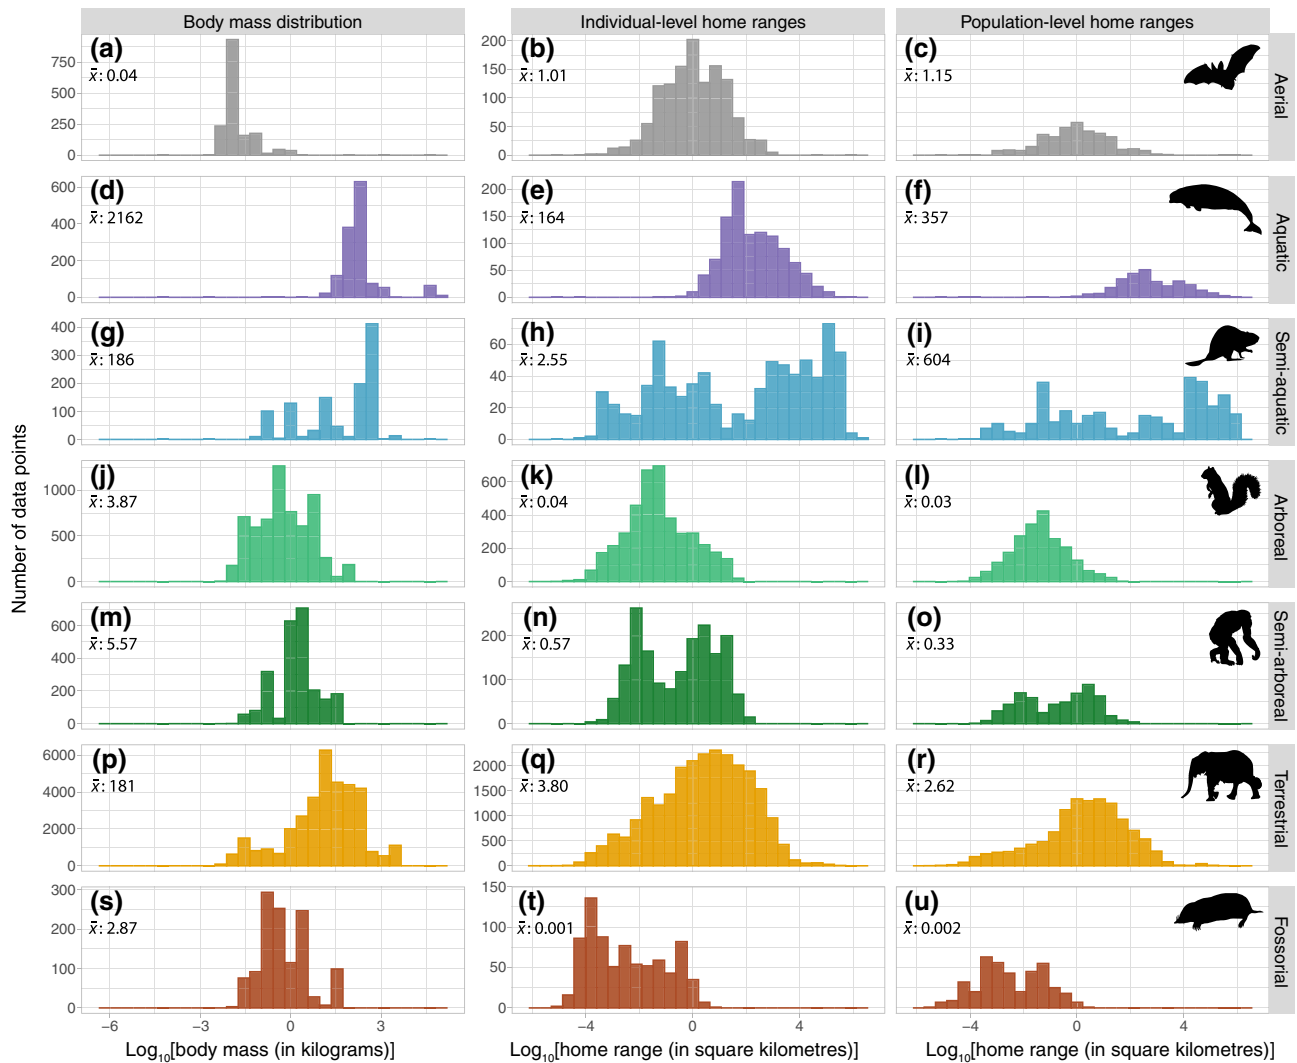 Body mass distribution
Individual-level home ranges
Population-level home ranges
Number of data points
(a)
x̄: 0.04
750
500
250
0
(b)
x̄: 1.01
200
150
100
50
0
(c)
x̄: 1.15
Aerial
(d)
x̄: 2162
600
400
200
0
(e)
x̄: 164
200
150
100
50
0
(f)
x̄: 357
Aquatic
(g)
x̄: 186
400
300
200
100
0
(h)
x̄: 2.55
60
40
20
0
(i)
x̄: 604
Semi-aquatic
(j)
x̄: 3.87
1000
500
0
(k)
x̄: 0.04
600
400
200
0
(l)
x̄: 0.03
Arboreal
(m)
x̄: 5.57
600
400
200
0
(n)
x̄: 0.57
200
100
0
(o)
x̄: 0.33
Semi-arboreal
(p)
x̄: 181
6000
4000
2000
0
(q)
x̄: 3.80
2000
1500
1000
500
0
(r)
x̄: 2.62
Terrestrial
(s)
x̄: 2.87
300
200
100
0
(t)
x̄: 0.001
150
100
50
0
(u)
x̄: 0.002
Fossorial
−6 −3 0 3
−4 0 4
−4 0 4
Log10[body mass (in kilograms)]
Log10[home range (in square kilometres)]
Log10[home range (in square kilometres)]